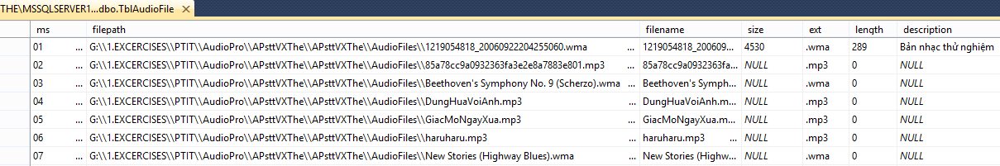 THE\MSSQLSERVER1...dbo.TblAudioFile
ms filepath filename size ext length description
01 ... G:\\1.EXCERCISES\\PTIT\\AudioPro\\APsttVXThe\\APsttVXThe\\AudioFiles\\1219054818_20060922204255060.wma ... 1219054818_200609... 4530 .wma 289 Bản nhạc thử nghiệm
02 ... G:\\1.EXCERCISES\\PTIT\\AudioPro\\APsttVXThe\\APsttVXThe\\AudioFiles\\85a78cc9a0932363fa3e2e8a7883e801.mp3 ... 85a78cc9a0932363fa... NULL .mp3 0 NULL
03 ... G:\\1.EXCERCISES\\PTIT\\AudioPro\\APsttVXThe\\APsttVXThe\\AudioFiles\\Beethoven's Symphony No. 9 (Scherzo).wma ... Beethoven's Symph... NULL .wma 0 NULL
04 ... G:\\1.EXCERCISES\\PTIT\\AudioPro\\APsttVXThe\\APsttVXThe\\AudioFiles\\DungHuaVoiAnh.mp3 ... DungHuaVoiAnh.m... NULL .mp3 0 NULL
05 ... G:\\1.EXCERCISES\\PTIT\\AudioPro\\APsttVXThe\\APsttVXThe\\AudioFiles\\GiacMoNgayXua.mp3 ... GiacMoNgayXua.mp3 ... NULL .mp3 0 NULL
06 ... G:\\1.EXCERCISES\\PTIT\\AudioPro\\APsttVXThe\\APsttVXThe\\AudioFiles\\haruharu.mp3 ... haruharu.mp3 ... NULL .mp3 0 NULL
07 ... G:\\1.EXCERCISES\\PTIT\\AudioPro\\APsttVXThe\\APsttVXThe\\AudioFiles\\New Stories (Highway Blues).wma ... New Stories (Highw... NULL .wma 0 NULL